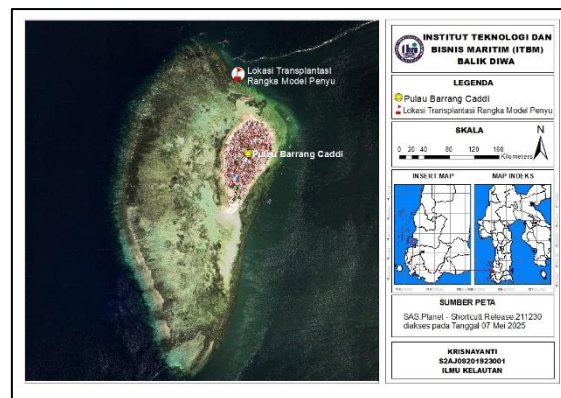 Lokasi Transplantasi
Rangka Model Penyu
Pulau Barrang Caddi
INSTITUT TEKNOLOGI DAN
BISNIS MARITIM (ITBM)
BALIK DIWA
LEGENDA
Pulau Barrang Caddi
Lokasi Transplantasi Rangka Model Penyu
SKALA
N
0 20 40 80 120 160
Kilometers
INSERT MAP
MAP INDEKS
SUMBER PETA
SAS.Planet - Shortcutt Release.211230
diakses pada Tanggal 07 Mei 2025
KRISNAYANTI
S2AJ09201923001
ILMU KELAUTAN